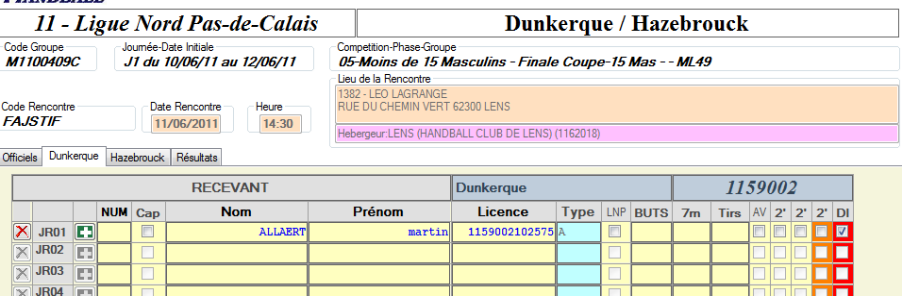 11 - Ligue Nord Pas-de-Calais
Dunkerque / Hazebrouck
Code Groupe
M1100409C
Journée-Date Initiale
J1 du 10/06/11 au 12/06/11
Competition-Phase-Groupe
05-Moins de 15 Masculins - Finale Coupe-15 Mas - - ML49
Lieu de la Rencontre
1382 - LEO LAGRANGE
RUE DU CHEMIN VERT 62300 LENS
Code Rencontre
FAJSTIF
Date Rencontre
11/06/2011
Heure
14:30
Hebergeur:LENS (HANDBALL CLUB DE LENS) (1162018)
Officiels Dunkerque Hazebrouck Résultats
RECEVANT Dunkerque 1159002
NUM Cap Nom Prénom Licence Type LNP BUTS 7m Tirs AV 2' 2' 2' DI
JR01 ALLAERT martin 1159002102575 A
JR02
JR03
JR04